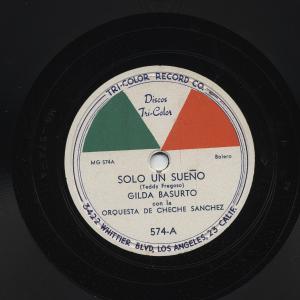 TRI-COLOR RECORD CO.
Discos
Tri-Color
MG 574A
Bolero
SOLO UN SUEÑO
(Teddy Fregoso)
GILDA BASURTO
con la
ORQUESTA DE CHECHE SANCHEZ
574-A
3422 WHITTIER BLVD, LOS ANGELES, 23 CALIF.